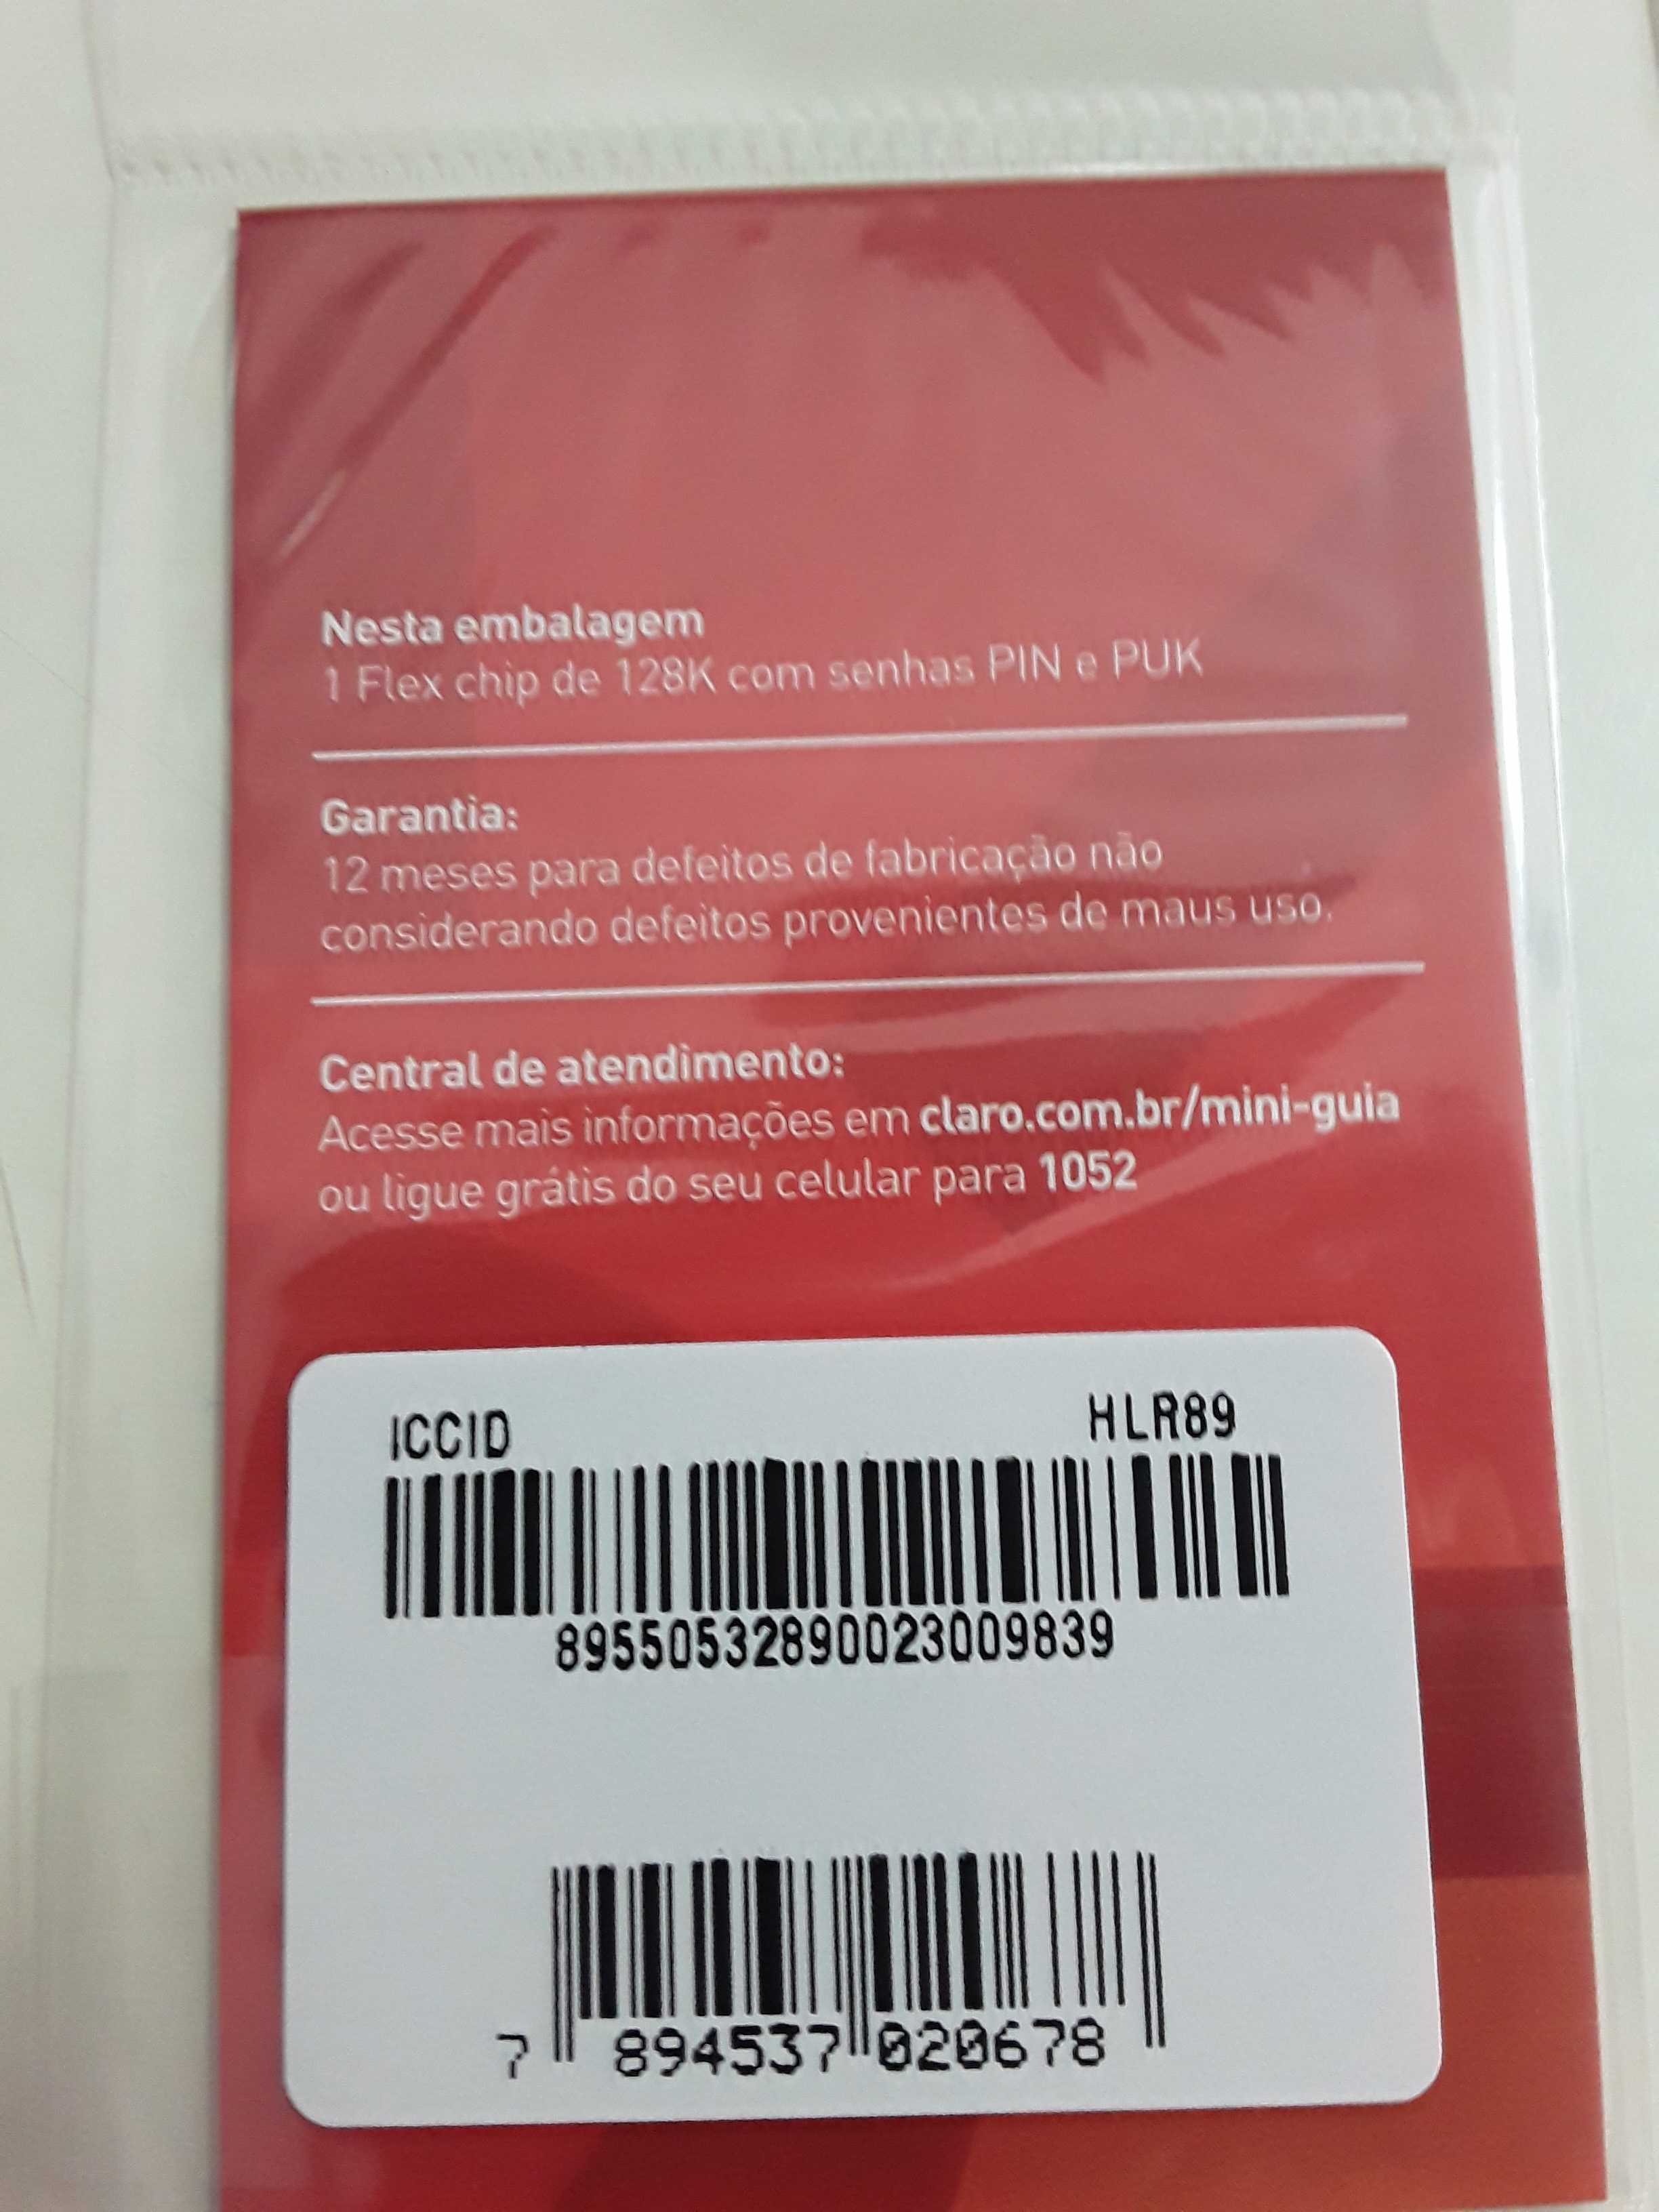 Nesta embalagem
1 Flex chip de 128K com senhas PIN e PUK
Garantia:
12 meses para defeitos de fabricação não
considerando defeitos provenientes de maus uso.
Central de atendimento:
Acesse mais informações em claro.com.br/mini-guia
ou ligue grátis do seu celular para 1052
ICCID HLR89
89550532890023009839
7 894537 020678